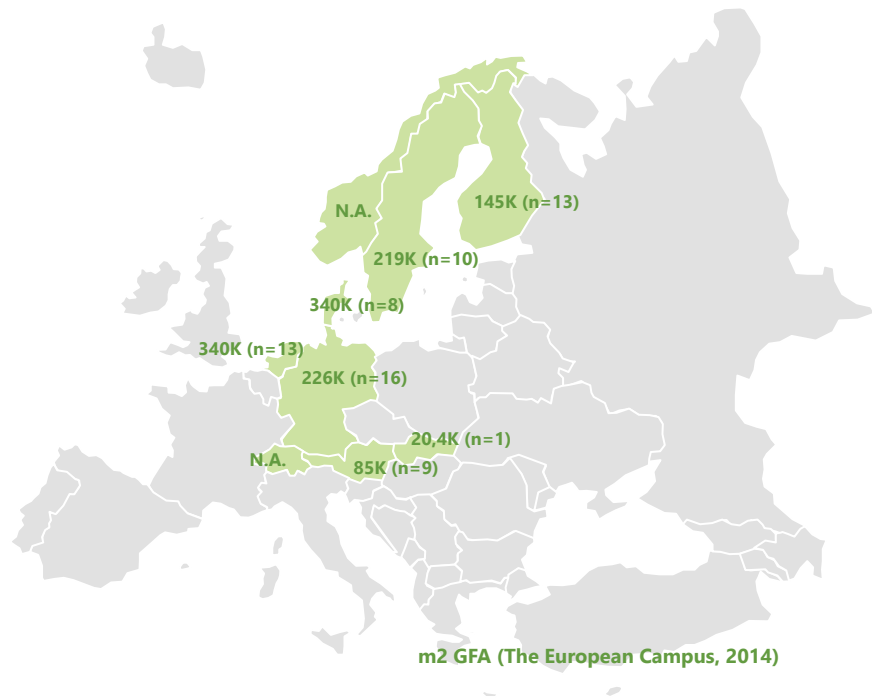 145K (n=13)
N.A.
219K (n=10)
340K (n=8)
340K (n=13)
226K (n=16)
20,4K (n=1)
N.A.
85K (n=9)
m2 GFA (The European Campus, 2014)